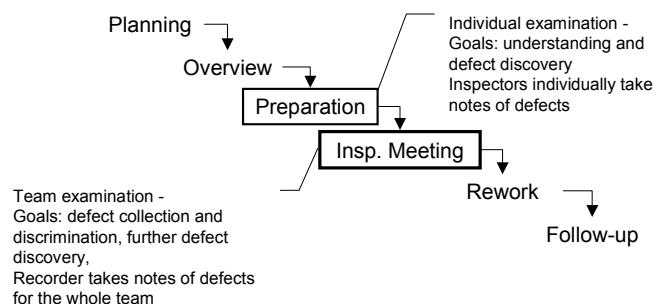 Planning
Individual examination -
Goals: understanding and
defect discovery
Inspectors individually take
notes of defects
Overview
Preparation
Insp. Meeting
Team examination -
Goals: defect collection and
discrimination, further defect
discovery,
Recorder takes notes of defects
for the whole team
Rework
Follow-up